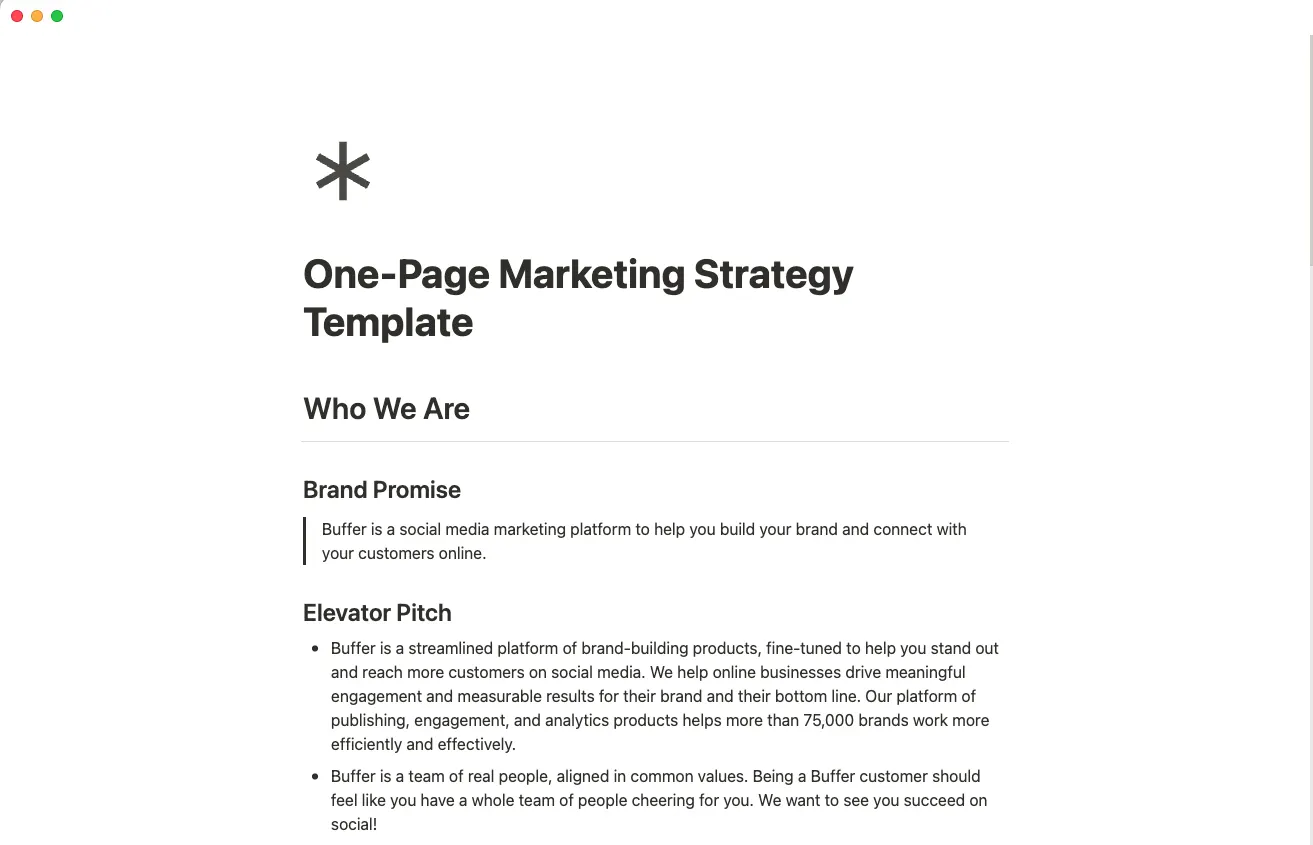 One-Page Marketing Strategy
Template
Who We Are
Brand Promise
Buffer is a social media marketing platform to help you build your brand and connect with
your customers online.
Elevator Pitch
• Buffer is a streamlined platform of brand-building products, fine-tuned to help you stand out
and reach more customers on social media. We help online businesses drive meaningful
engagement and measurable results for their brand and their bottom line. Our platform of
publishing, engagement, and analytics products helps more than 75,000 brands work more
efficiently and effectively.
• Buffer is a team of real people, aligned in common values. Being a Buffer customer should
feel like you have a whole team of people cheering for you. We want to see you succeed on
social!